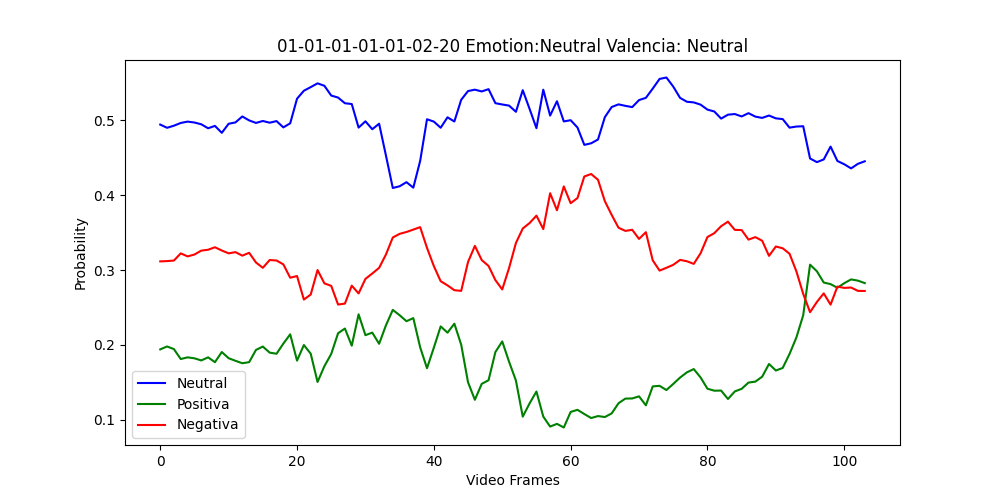 01-01-01-01-01-02-20 Emotion:Neutral Valencia: Neutral
Probability
0.5
0.4
0.3
0.2
0.1
Neutral
Positiva
Negativa
0 20 40 60 80 100
Video Frames